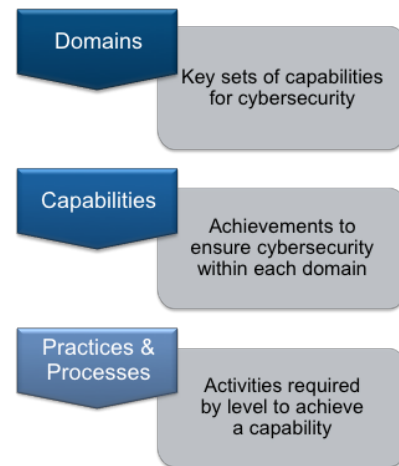 Domains
Key sets of capabilities
for cybersecurity
Capabilities
Achievements to
ensure cybersecurity
within each domain
Practices &
Processes
Activities required
by level to achieve
a capability